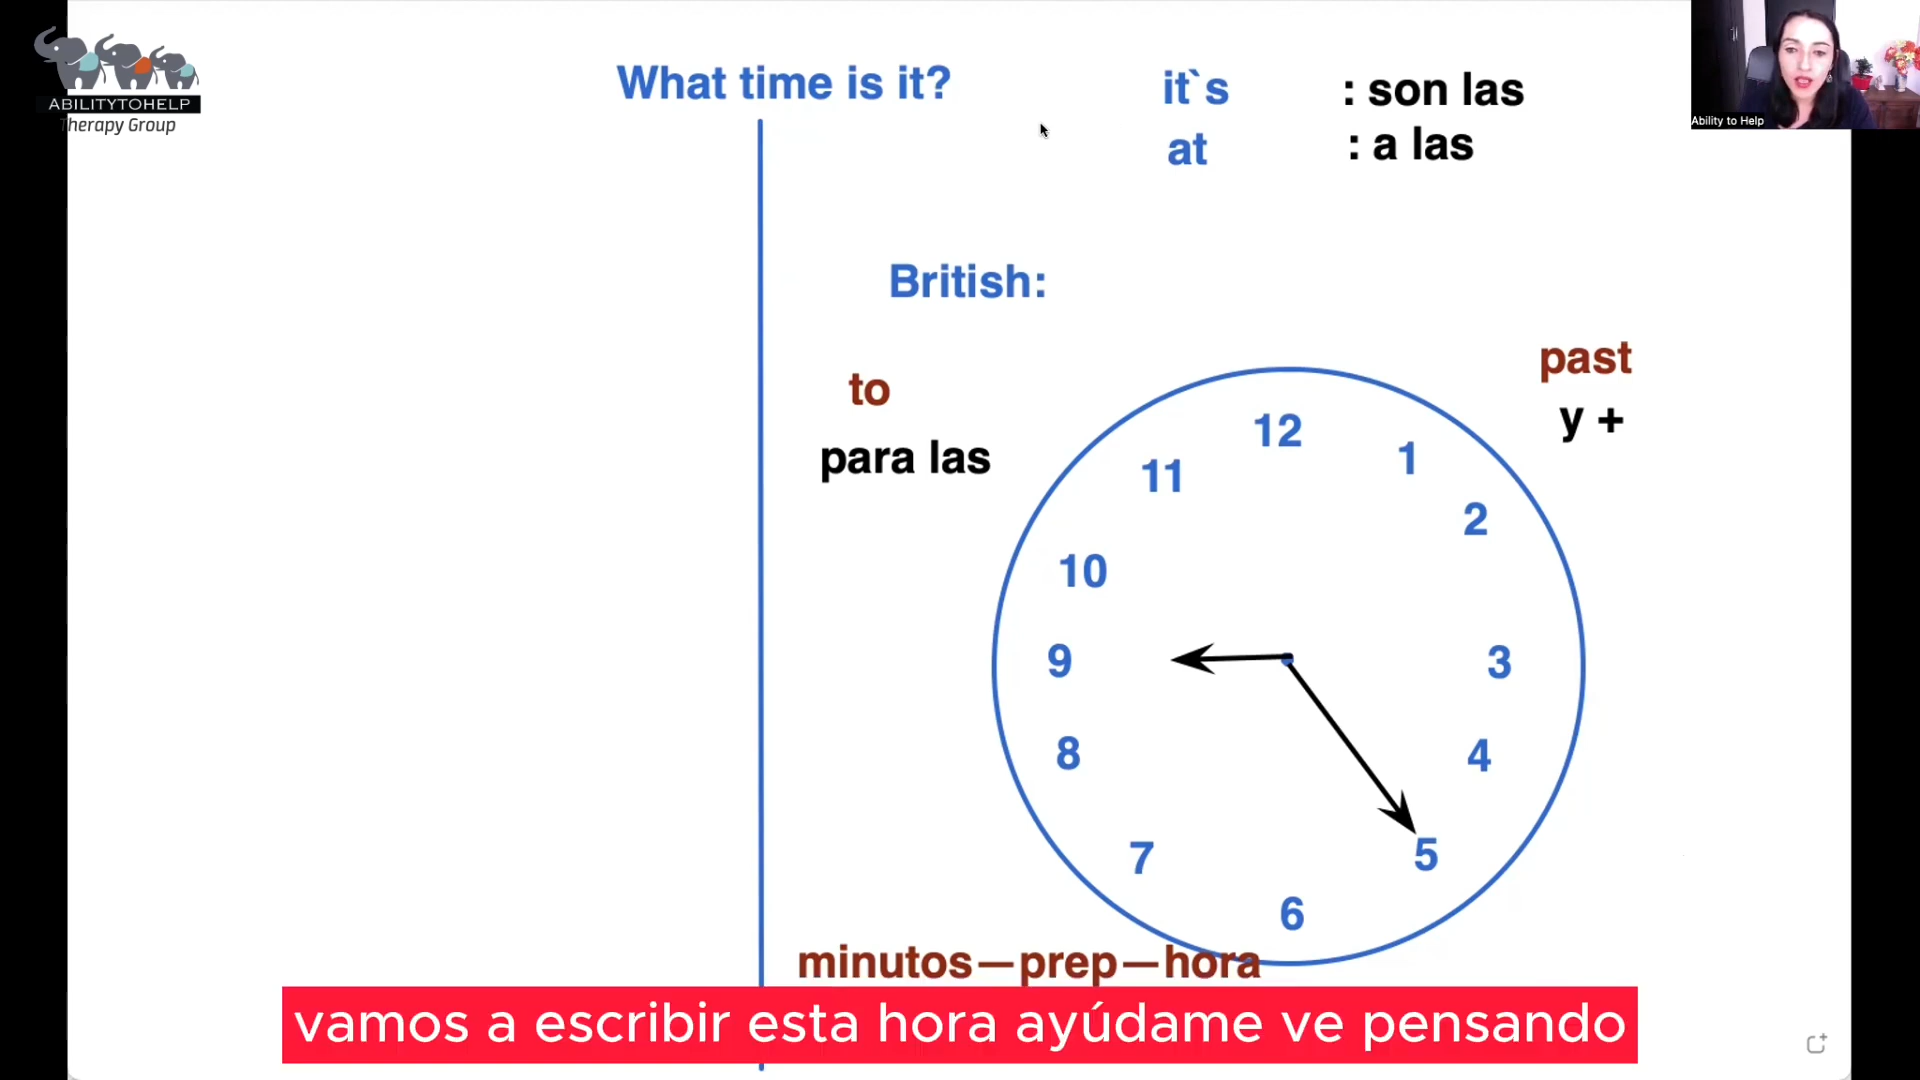 ABILITYTOHELP
Therapy Group
What time is it?
it`s : son las
at : a las
Ability to Help
British:
to
para las
past
y +
12
1
2
3
4
5
6
7
8
9
10
11
minutos—prep—hora
vamos a escribir esta hora ayúdame ve pensando